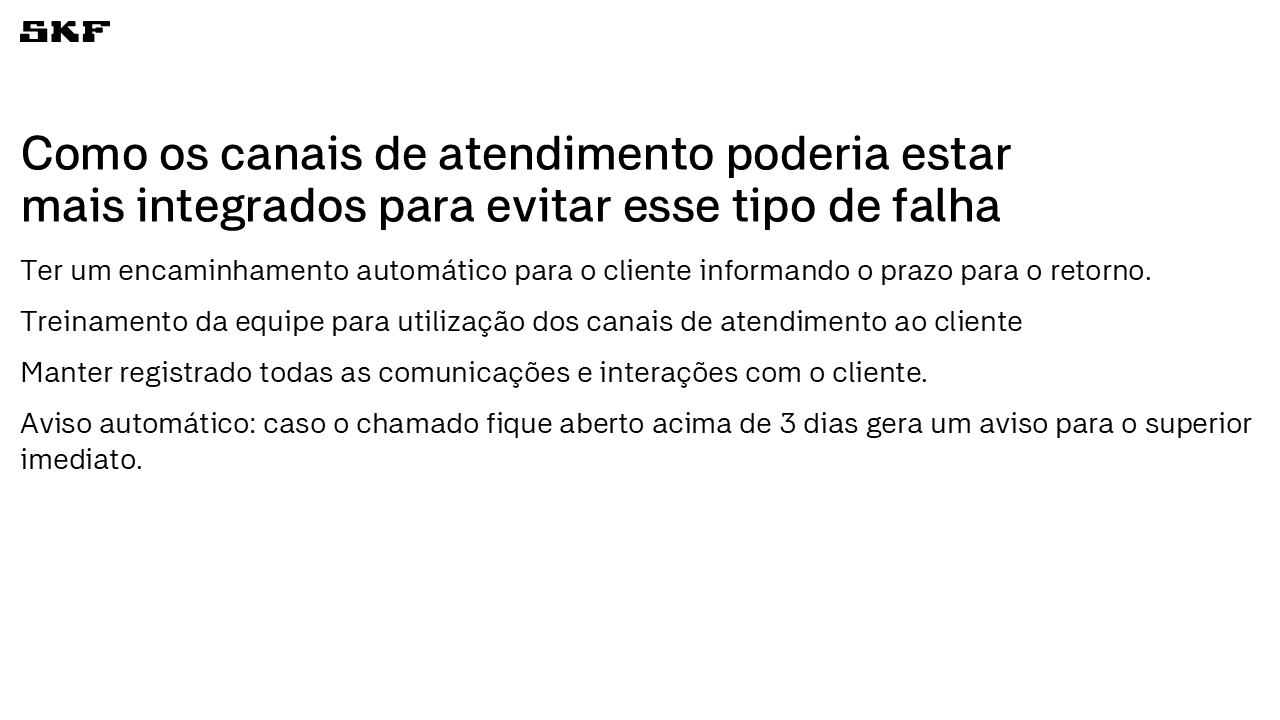 SKF
Como os canais de atendimento poderia estar
mais integrados para evitar esse tipo de falha
Ter um encaminhamento automático para o cliente informando o prazo para o retorno.
Treinamento da equipe para utilização dos canais de atendimento ao cliente
Manter registrado todas as comunicações e interações com o cliente.
Aviso automático: caso o chamado fique aberto acima de 3 dias gera um aviso para o superior
imediato.